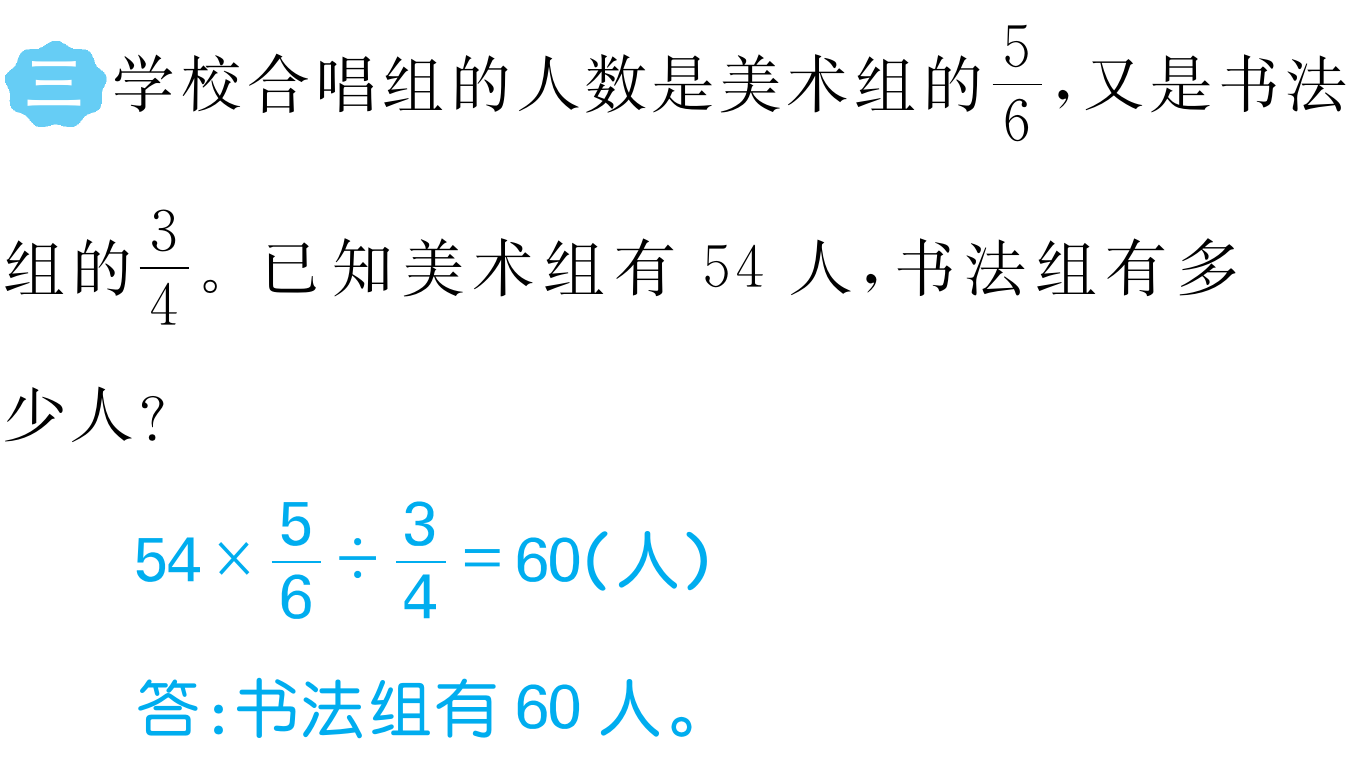 三 学校合唱组的人数是美术组的5/6,又是书法
组的3/4。已知美术组有 54 人,书法组有多
少人?
54×5/6÷3/4=60(人)
答:书法组有 60 人。